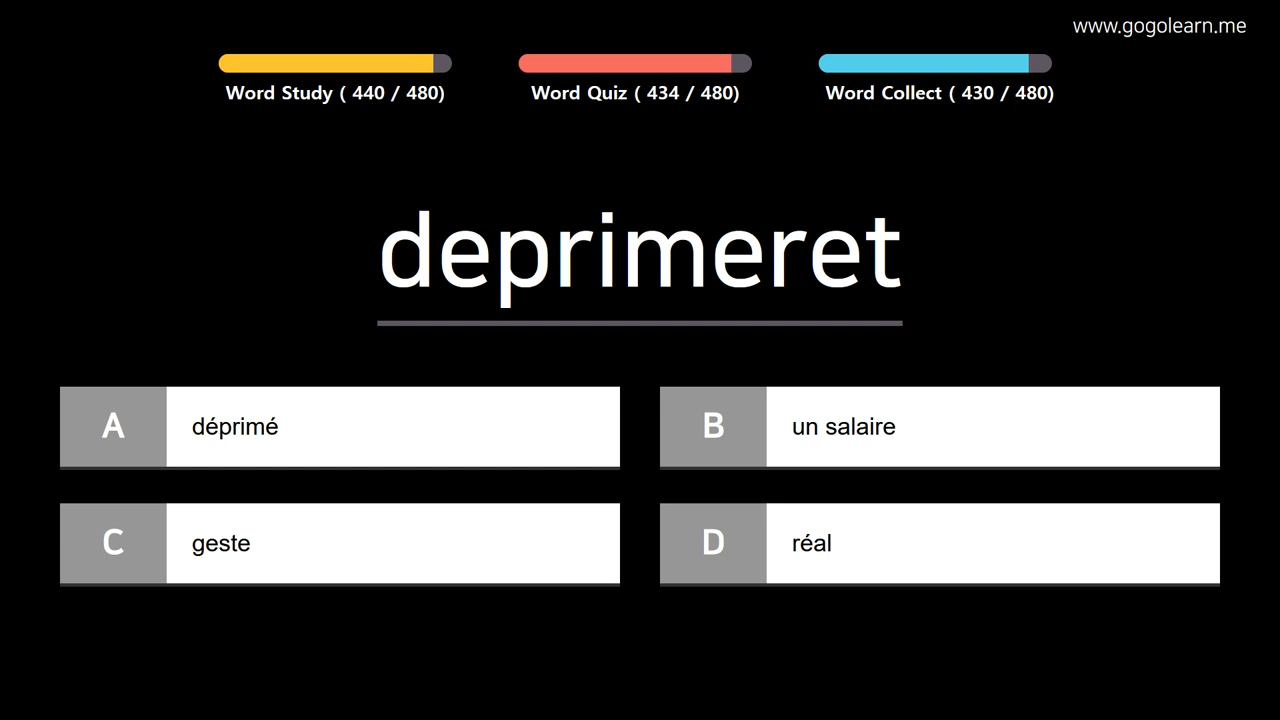 www.gogolearn.me
Word Study ( 440 / 480)
Word Quiz ( 434 / 480)
Word Collect ( 430 / 480)
deprimeret
A déprimé
B un salaire
C geste
D réal